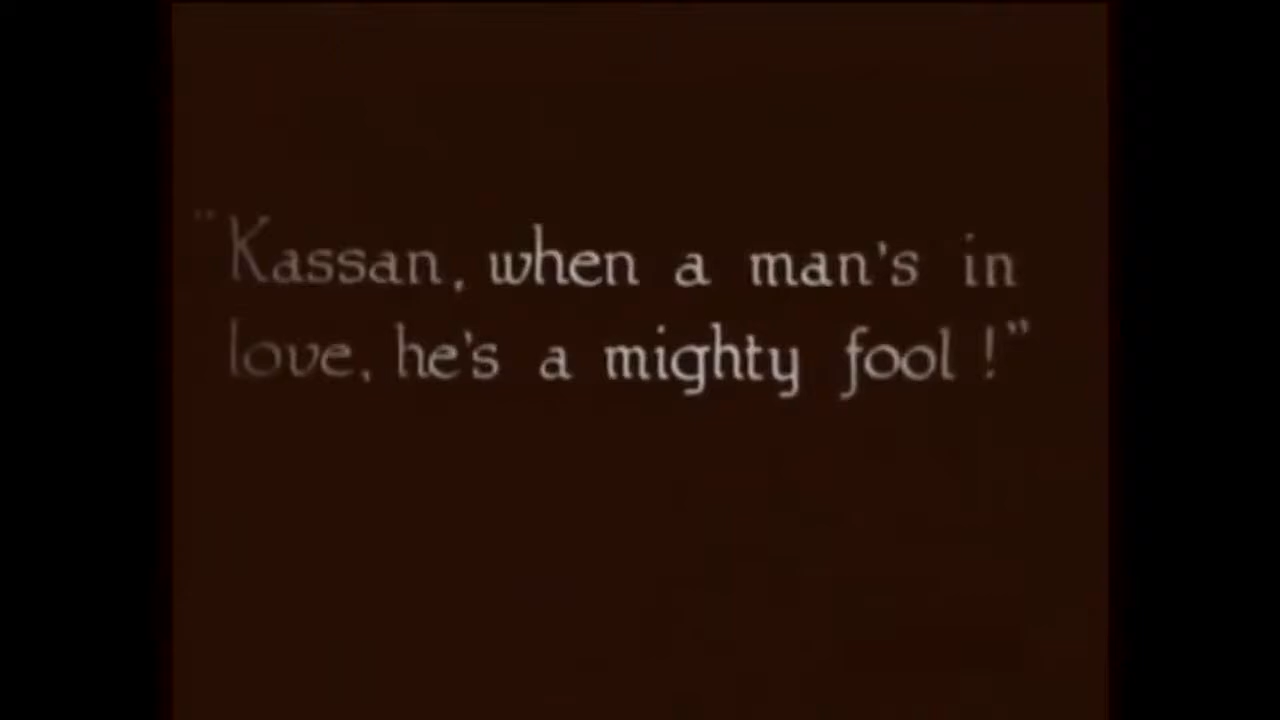 "Kassan, when a man's in
love, he's a mighty fool !"